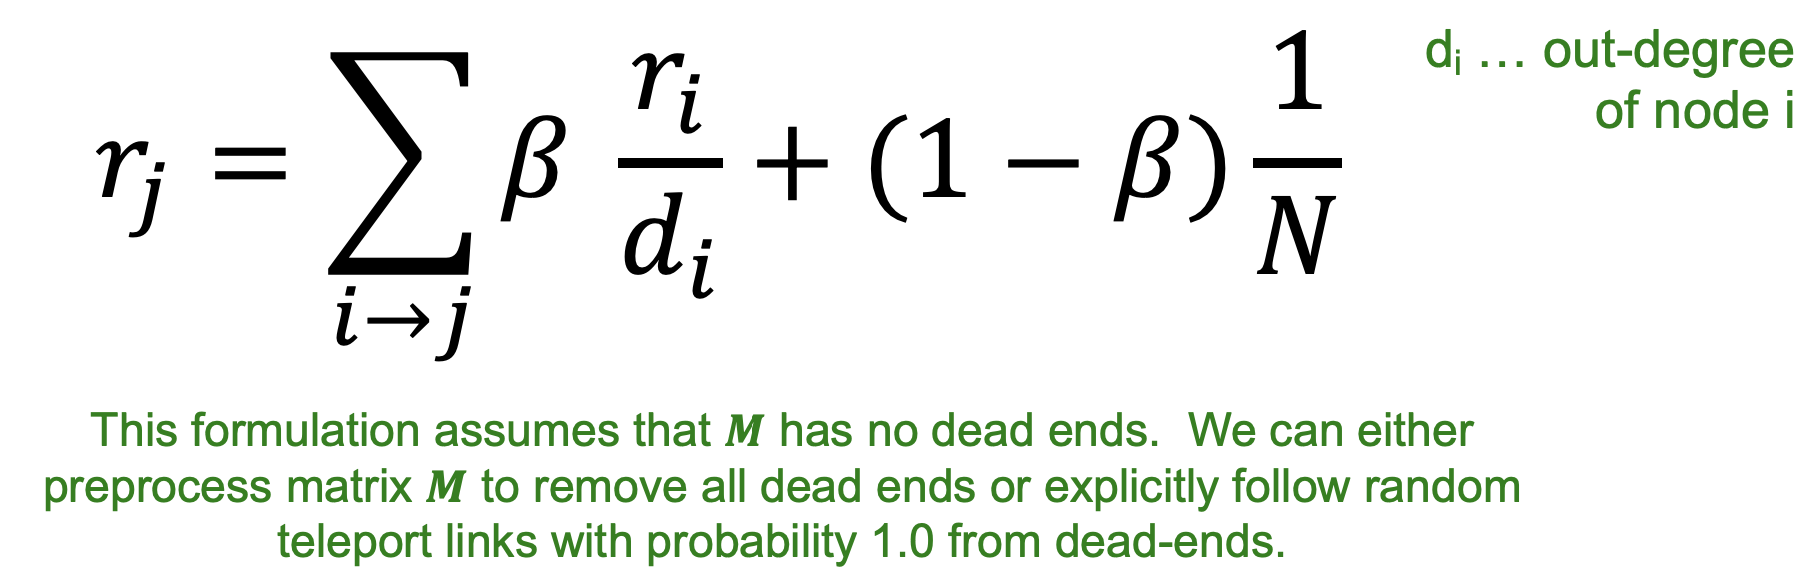 r_j = ∑_{i→j} β r_i/d_i + (1 − β) 1/N
d_i … out-degree
of node i
This formulation assumes that M has no dead ends. We can either
preprocess matrix M to remove all dead ends or explicitly follow random
teleport links with probability 1.0 from dead-ends.